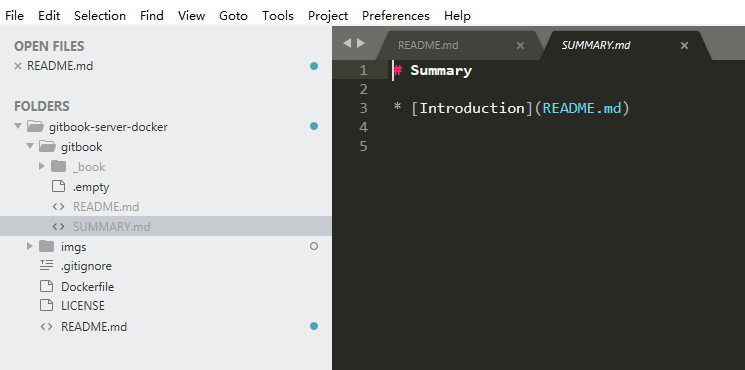 File Edit Selection Find View Goto Tools Project Preferences Help
OPEN FILES
README.md
FOLDERS
gitbook-server-docker
gitbook
_book
.empty
README.md
SUMMARY.md
imgs
.gitignore
Dockerfile
LICENSE
README.md
README.md SUMMARY.md
1 # Summary
2
3 * [Introduction](README.md)
4
5